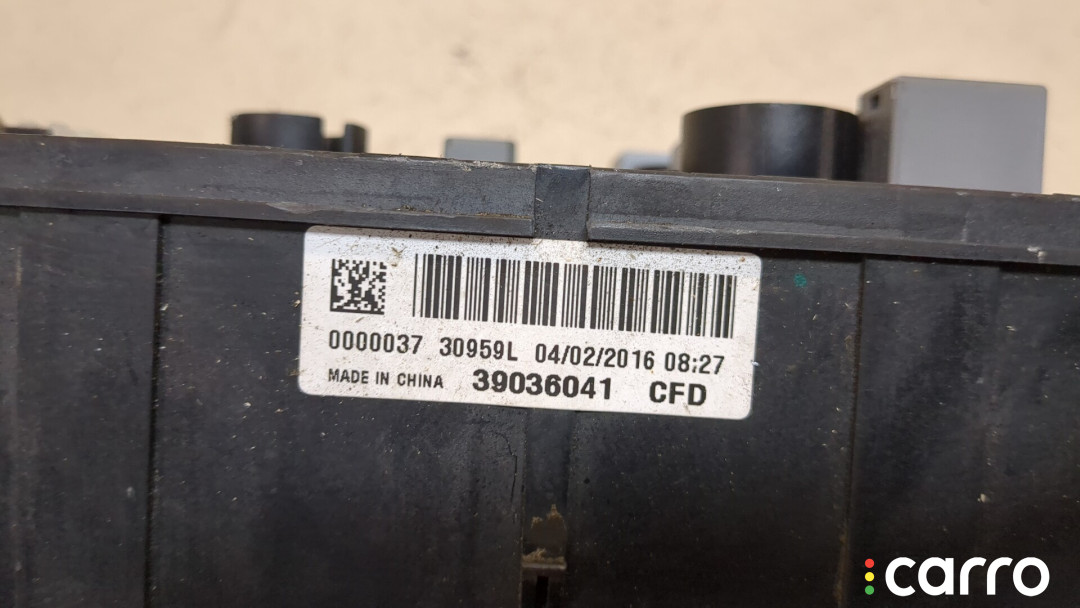 0000037 30959L 04/02/2016 08:27
MADE IN CHINA 39036041 CFD
carro